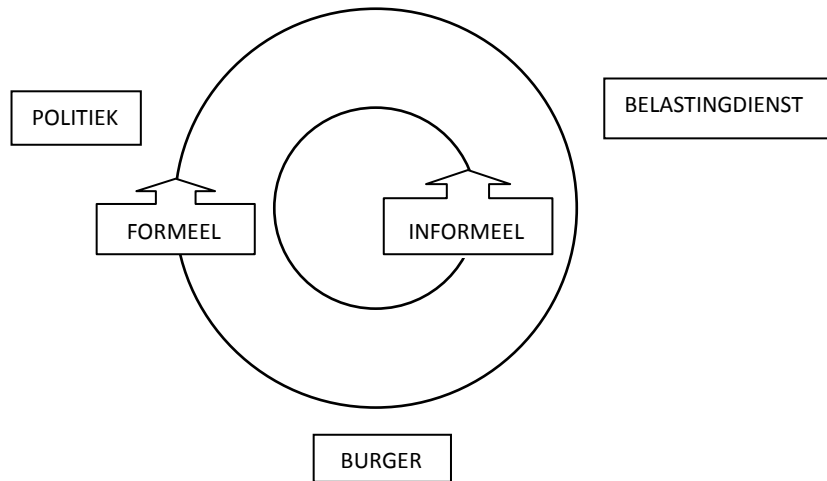 POLITIEK
BELASTINGDIENST
FORMEEL
INFORMEEL
BURGER